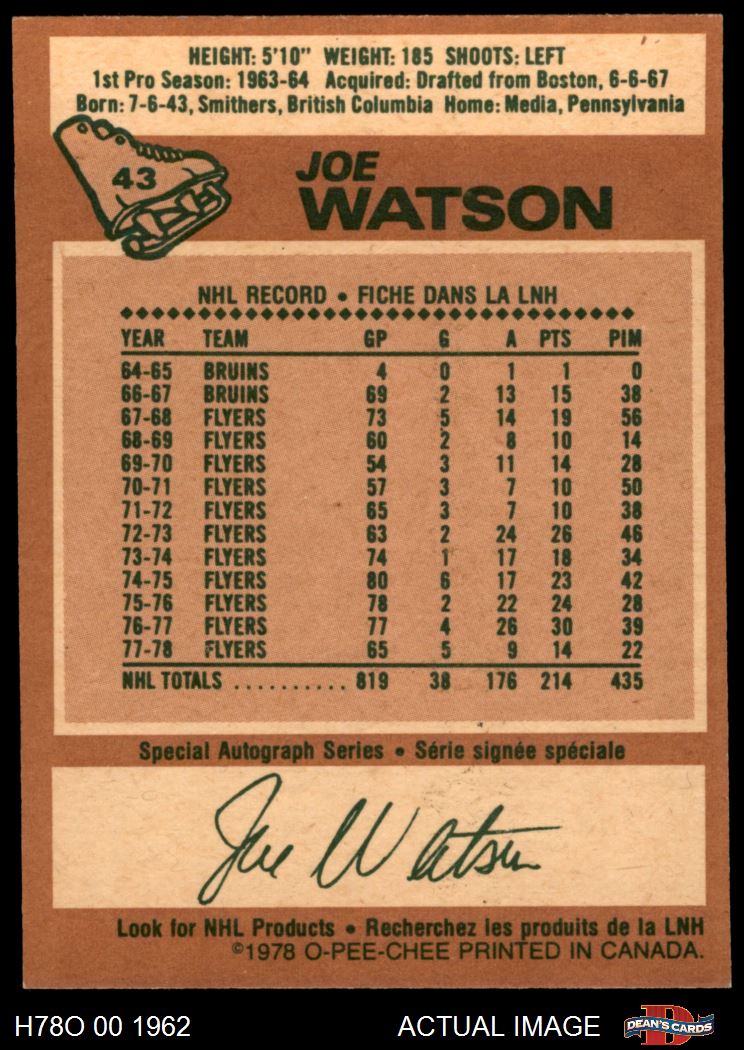 HEIGHT: 5'10" WEIGHT: 185 SHOOTS: LEFT
1st Pro Season: 1963-64 Acquired: Drafted from Boston, 6-6-67
Born: 7-6-43, Smithers, British Columbia Home: Media, Pennsylvania
43
JOE
WATSON
NHL RECORD • FICHE DANS LA LNH
YEAR TEAM GP G A PTS PIM
64-65 BRUINS 4 0 1 1 0
66-67 BRUINS 69 2 13 15 38
67-68 FLYERS 73 5 14 19 56
68-69 FLYERS 60 2 8 10 14
69-70 FLYERS 54 3 11 14 28
70-71 FLYERS 57 3 7 10 50
71-72 FLYERS 65 3 7 10 38
72-73 FLYERS 63 2 24 26 46
73-74 FLYERS 74 1 17 18 34
74-75 FLYERS 80 6 17 23 42
75-76 FLYERS 78 2 22 24 28
76-77 FLYERS 77 4 26 30 39
77-78 FLYERS 65 5 9 14 22
NHL TOTALS .......... 819 38 176 214 435
Special Autograph Series • Série signée spéciale
Joe Watson
Look for NHL Products • Recherchez les produits de la LNH
©1978 O-PEE-CHEE PRINTED IN CANADA.
H78O 00 1962 ACTUAL IMAGE DEAN'S CARDS